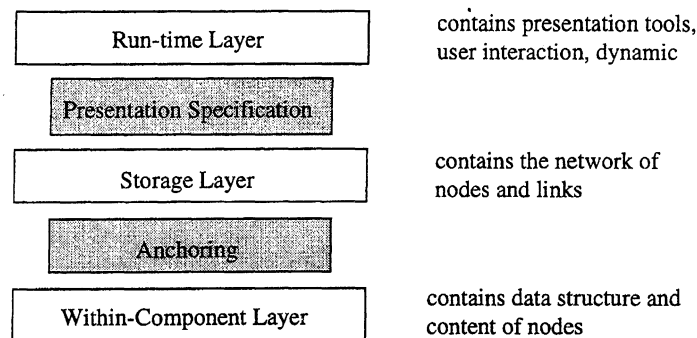 Run-time Layer
contains presentation tools,
user interaction, dynamic
Presentation Specification
Storage Layer
contains the network of
nodes and links
Anchoring
Within-Component Layer
contains data structure and
content of nodes